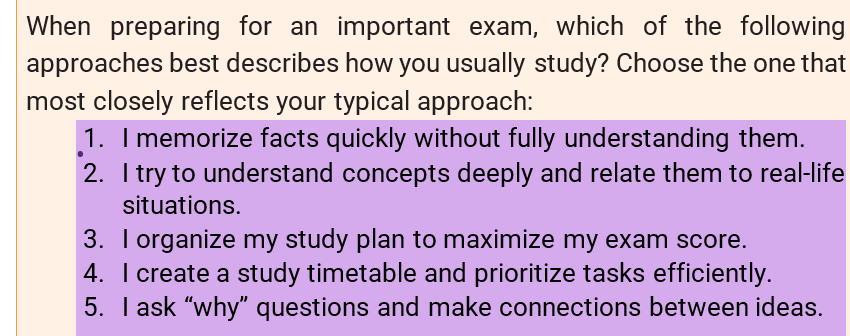 When preparing for an important exam, which of the following
approaches best describes how you usually study? Choose the one that
most closely reflects your typical approach:
1. I memorize facts quickly without fully understanding them.
2. I try to understand concepts deeply and relate them to real-life
situations.
3. I organize my study plan to maximize my exam score.
4. I create a study timetable and prioritize tasks efficiently.
5. I ask “why” questions and make connections between ideas.